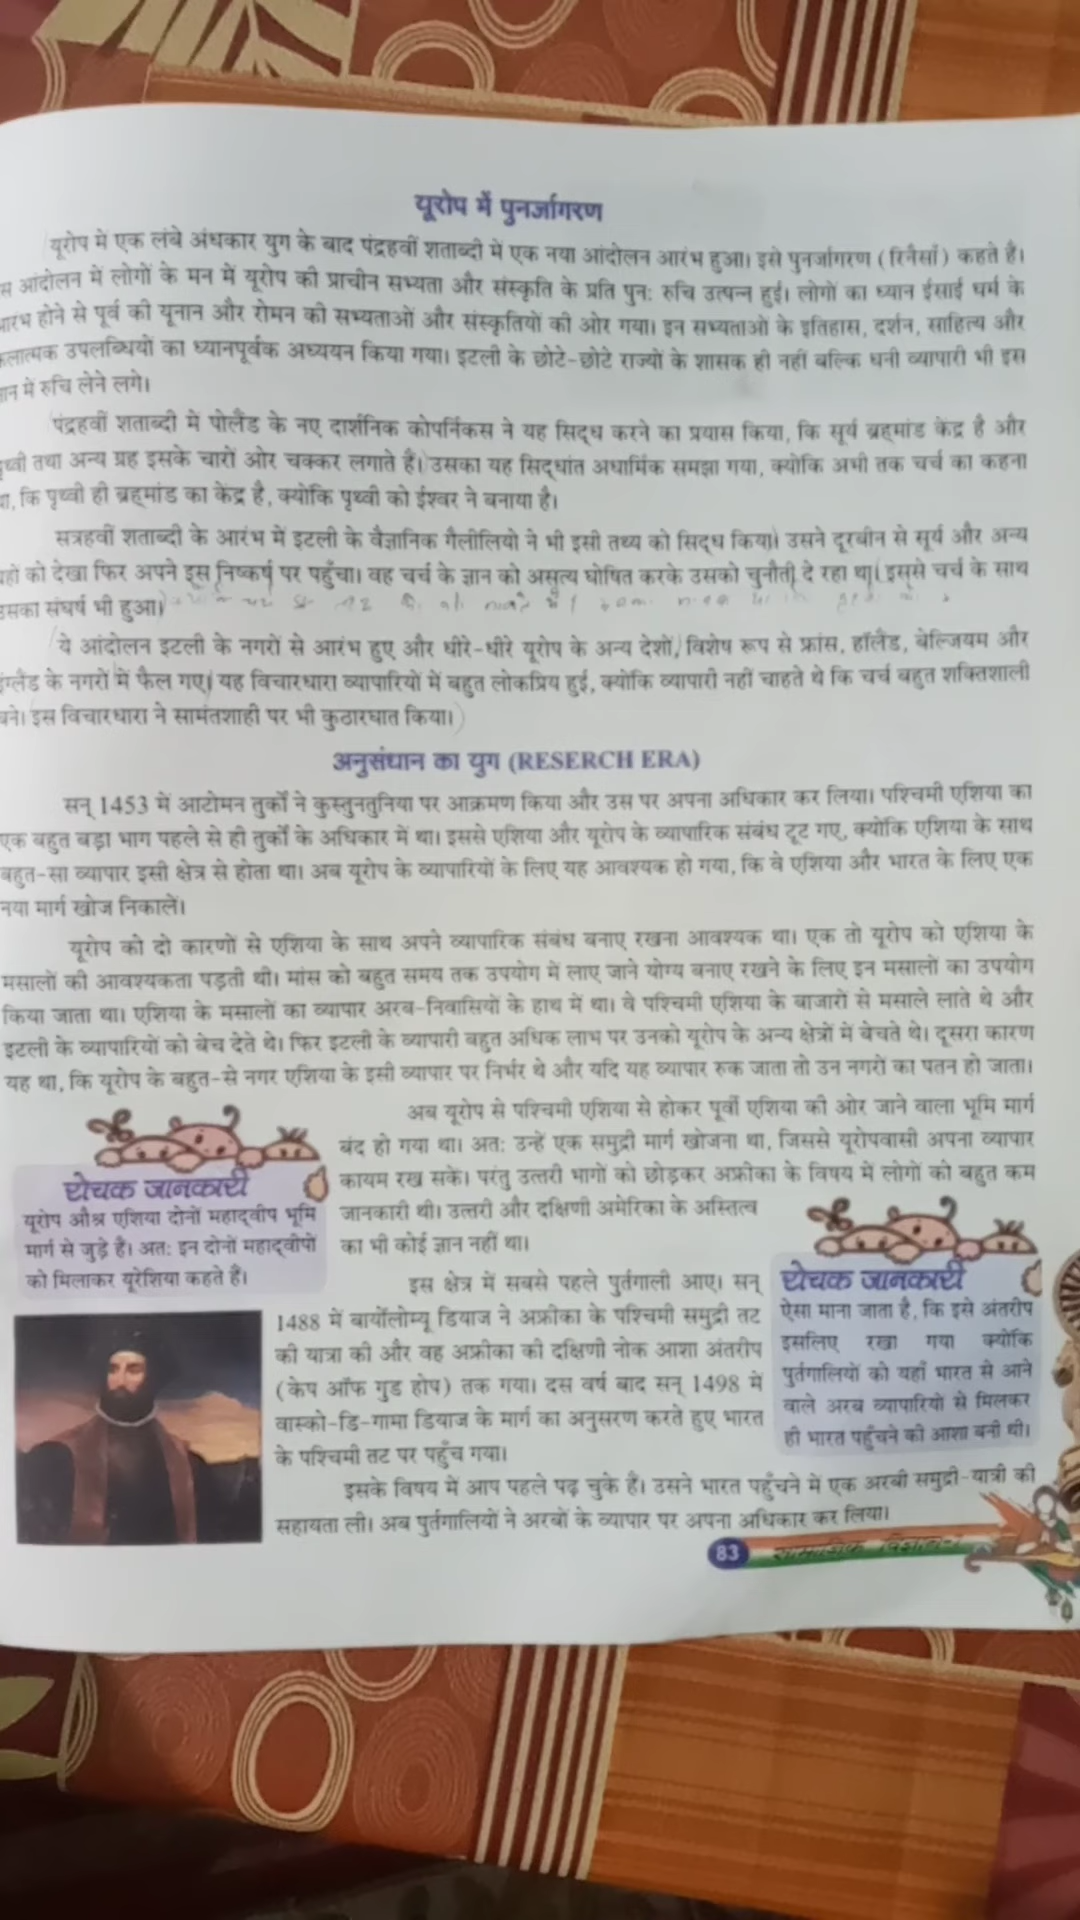 यूरोप में पुनर्जागरण
यूरोप में एक लंबे अंधकार युग के बाद पंद्रहवीं शताब्दी में एक नया आंदोलन आरंभ हुआ। इसे पुनर्जागरण (रिनैसाँ) कहते हैं।
स आंदोलन में लोगों के मन में यूरोप की प्राचीन सभ्यता और संस्कृति के प्रति पुन: रुचि उत्पन्न हुई। लोगों का ध्यान ईसाई धर्म के
आरंभ होने से पूर्व की यूनान और रोमन की सभ्यताओं और संस्कृतियों की ओर गया। इन सभ्यताओं के इतिहास, दर्शन, साहित्य और
कलात्मक उपलब्धियों का ध्यानपूर्वक अध्ययन किया गया। इटली के छोटे-छोटे राज्यों के शासक ही नहीं बल्कि धनी व्यापारी भी इस
ान में रुचि लेने लगे।
पंद्रहवीं शताब्दी में पोलैंड के नए दार्शनिक कोपर्निकस ने यह सिद्ध करने का प्रयास किया, कि सूर्य ब्रह्मांड केंद्र है और
पृथ्वी तथा अन्य ग्रह इसके चारों ओर चक्कर लगाते हैं। उसका यह सिद्धांत अधार्मिक समझा गया, क्योंकि अभी तक चर्च का कहना
था, कि पृथ्वी ही ब्रह्मांड का केंद्र है, क्योंकि पृथ्वी को ईश्वर ने बनाया है।
सत्रहवीं शताब्दी के आरंभ में इटली के वैज्ञानिक गैलीलियो ने भी इसी तथ्य को सिद्ध किया। उसने दूरबीन से सूर्य और अन्य
ग्रहों को देखा फिर अपने इस निष्कर्ष पर पहुँचा। वह चर्च के ज्ञान को असत्य घोषित करके उसको चुनौती दे रहा था। इससे चर्च के साथ
उसका संघर्ष भी हुआ।
ये आंदोलन इटली के नगरों से आरंभ हुए और धीरे-धीरे यूरोप के अन्य देशों, विशेष रूप से फ्रांस, हॉलैंड, बेल्जियम और
इंग्लैंड के नगरों में फैल गए। यह विचारधारा व्यापारियों में बहुत लोकप्रिय हुई, क्योंकि व्यापारी नहीं चाहते थे कि चर्च बहुत शक्तिशाली
बने। इस विचारधारा ने सामंतशाही पर भी कुठारघात किया।
अनुसंधान का युग (RESERCH ERA)
सन् 1453 में आटोमन तुर्कों ने कुस्तुनतुनिया पर आक्रमण किया और उस पर अपना अधिकार कर लिया। पश्चिमी एशिया का
एक बहुत बड़ा भाग पहले से ही तुर्कों के अधिकार में था। इससे एशिया और यूरोप के व्यापारिक संबंध टूट गए, क्योंकि एशिया के साथ
बहुत-सा व्यापार इसी क्षेत्र से होता था। अब यूरोप के व्यापारियों के लिए यह आवश्यक हो गया, कि वे एशिया और भारत के लिए एक
नया मार्ग खोज निकालें।
यूरोप को दो कारणों से एशिया के साथ अपने व्यापारिक संबंध बनाए रखना आवश्यक था। एक तो यूरोप को एशिया के
मसालों की आवश्यकता पड़ती थी। मांस को बहुत समय तक उपयोग में लाए जाने योग्य बनाए रखने के लिए इन मसालों का उपयोग
किया जाता था। एशिया के मसालों का व्यापार अरब-निवासियों के हाथ में था। वे पश्चिमी एशिया के बाजारों से मसाले लाते थे और
इटली के व्यापारियों को बेच देते थे। फिर इटली के व्यापारी बहुत अधिक लाभ पर उनको यूरोप के अन्य क्षेत्रों में बेचते थे। दूसरा कारण
यह था, कि यूरोप के बहुत-से नगर एशिया के इसी व्यापार पर निर्भर थे और यदि यह व्यापार रुक जाता तो उन नगरों का पतन हो जाता।
अब यूरोप से पश्चिमी एशिया से होकर पूर्वी एशिया की ओर जाने वाला भूमि मार्ग
बंद हो गया था। अत: उन्हें एक समुद्री मार्ग खोजना था, जिससे यूरोपवासी अपना व्यापार
कायम रख सकें। परंतु उत्तरी भागों को छोड़कर अफ्रीका के विषय में लोगों को बहुत कम
जानकारी थी। उत्तरी और दक्षिणी अमेरिका के अस्तित्व
का भी कोई ज्ञान नहीं था।
रोचक जानकारी
यूरोप औश्र एशिया दोनों महाद्वीप भूमि
मार्ग से जुड़े हैं। अत: इन दोनों महाद्वीपों
को मिलाकर यूरेशिया कहते हैं।
इस क्षेत्र में सबसे पहले पुर्तगाली आए। सन्
1488 में बार्योलोम्यू डियाज ने अफ्रीका के पश्चिमी समुद्री तट
की यात्रा की और वह अफ्रीका की दक्षिणी नोक आशा अंतरीप
(केप ऑफ गुड होप) तक गया। दस वर्ष बाद सन् 1498 में
वास्को-डि-गामा डियाज के मार्ग का अनुसरण करते हुए भारत
के पश्चिमी तट पर पहुँच गया।
रोचक जानकारी
ऐसा माना जाता है, कि इसे अंतरीप
इसलिए रखा गया क्योंकि
पुर्तगालियों को यहाँ भारत से आने
वाले अरब व्यापारियों से मिलकर
ही भारत पहुँचने की आशा बनी थी।
इसके विषय में आप पहले पढ़ चुके हैं। उसने भारत पहुँचने में एक अरबी समुद्री-यात्री की
सहायता ली। अब पुर्तगालियों ने अरबों के व्यापार पर अपना अधिकार कर लिया।
83 सामाजिक विज्ञान-7